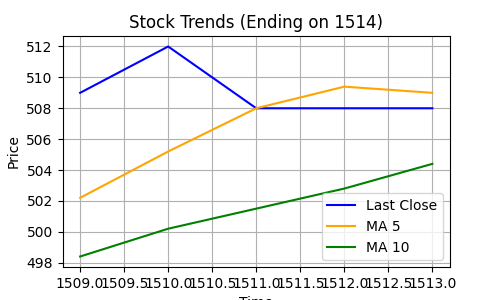 Stock Trends (Ending on 1514)
512
510
508
506
504
502
500
498
Price
Last Close
MA 5
MA 10
1509.0 1509.5 1510.0 1510.5 1511.0 1511.5 1512.0 1512.5 1513.0
Time